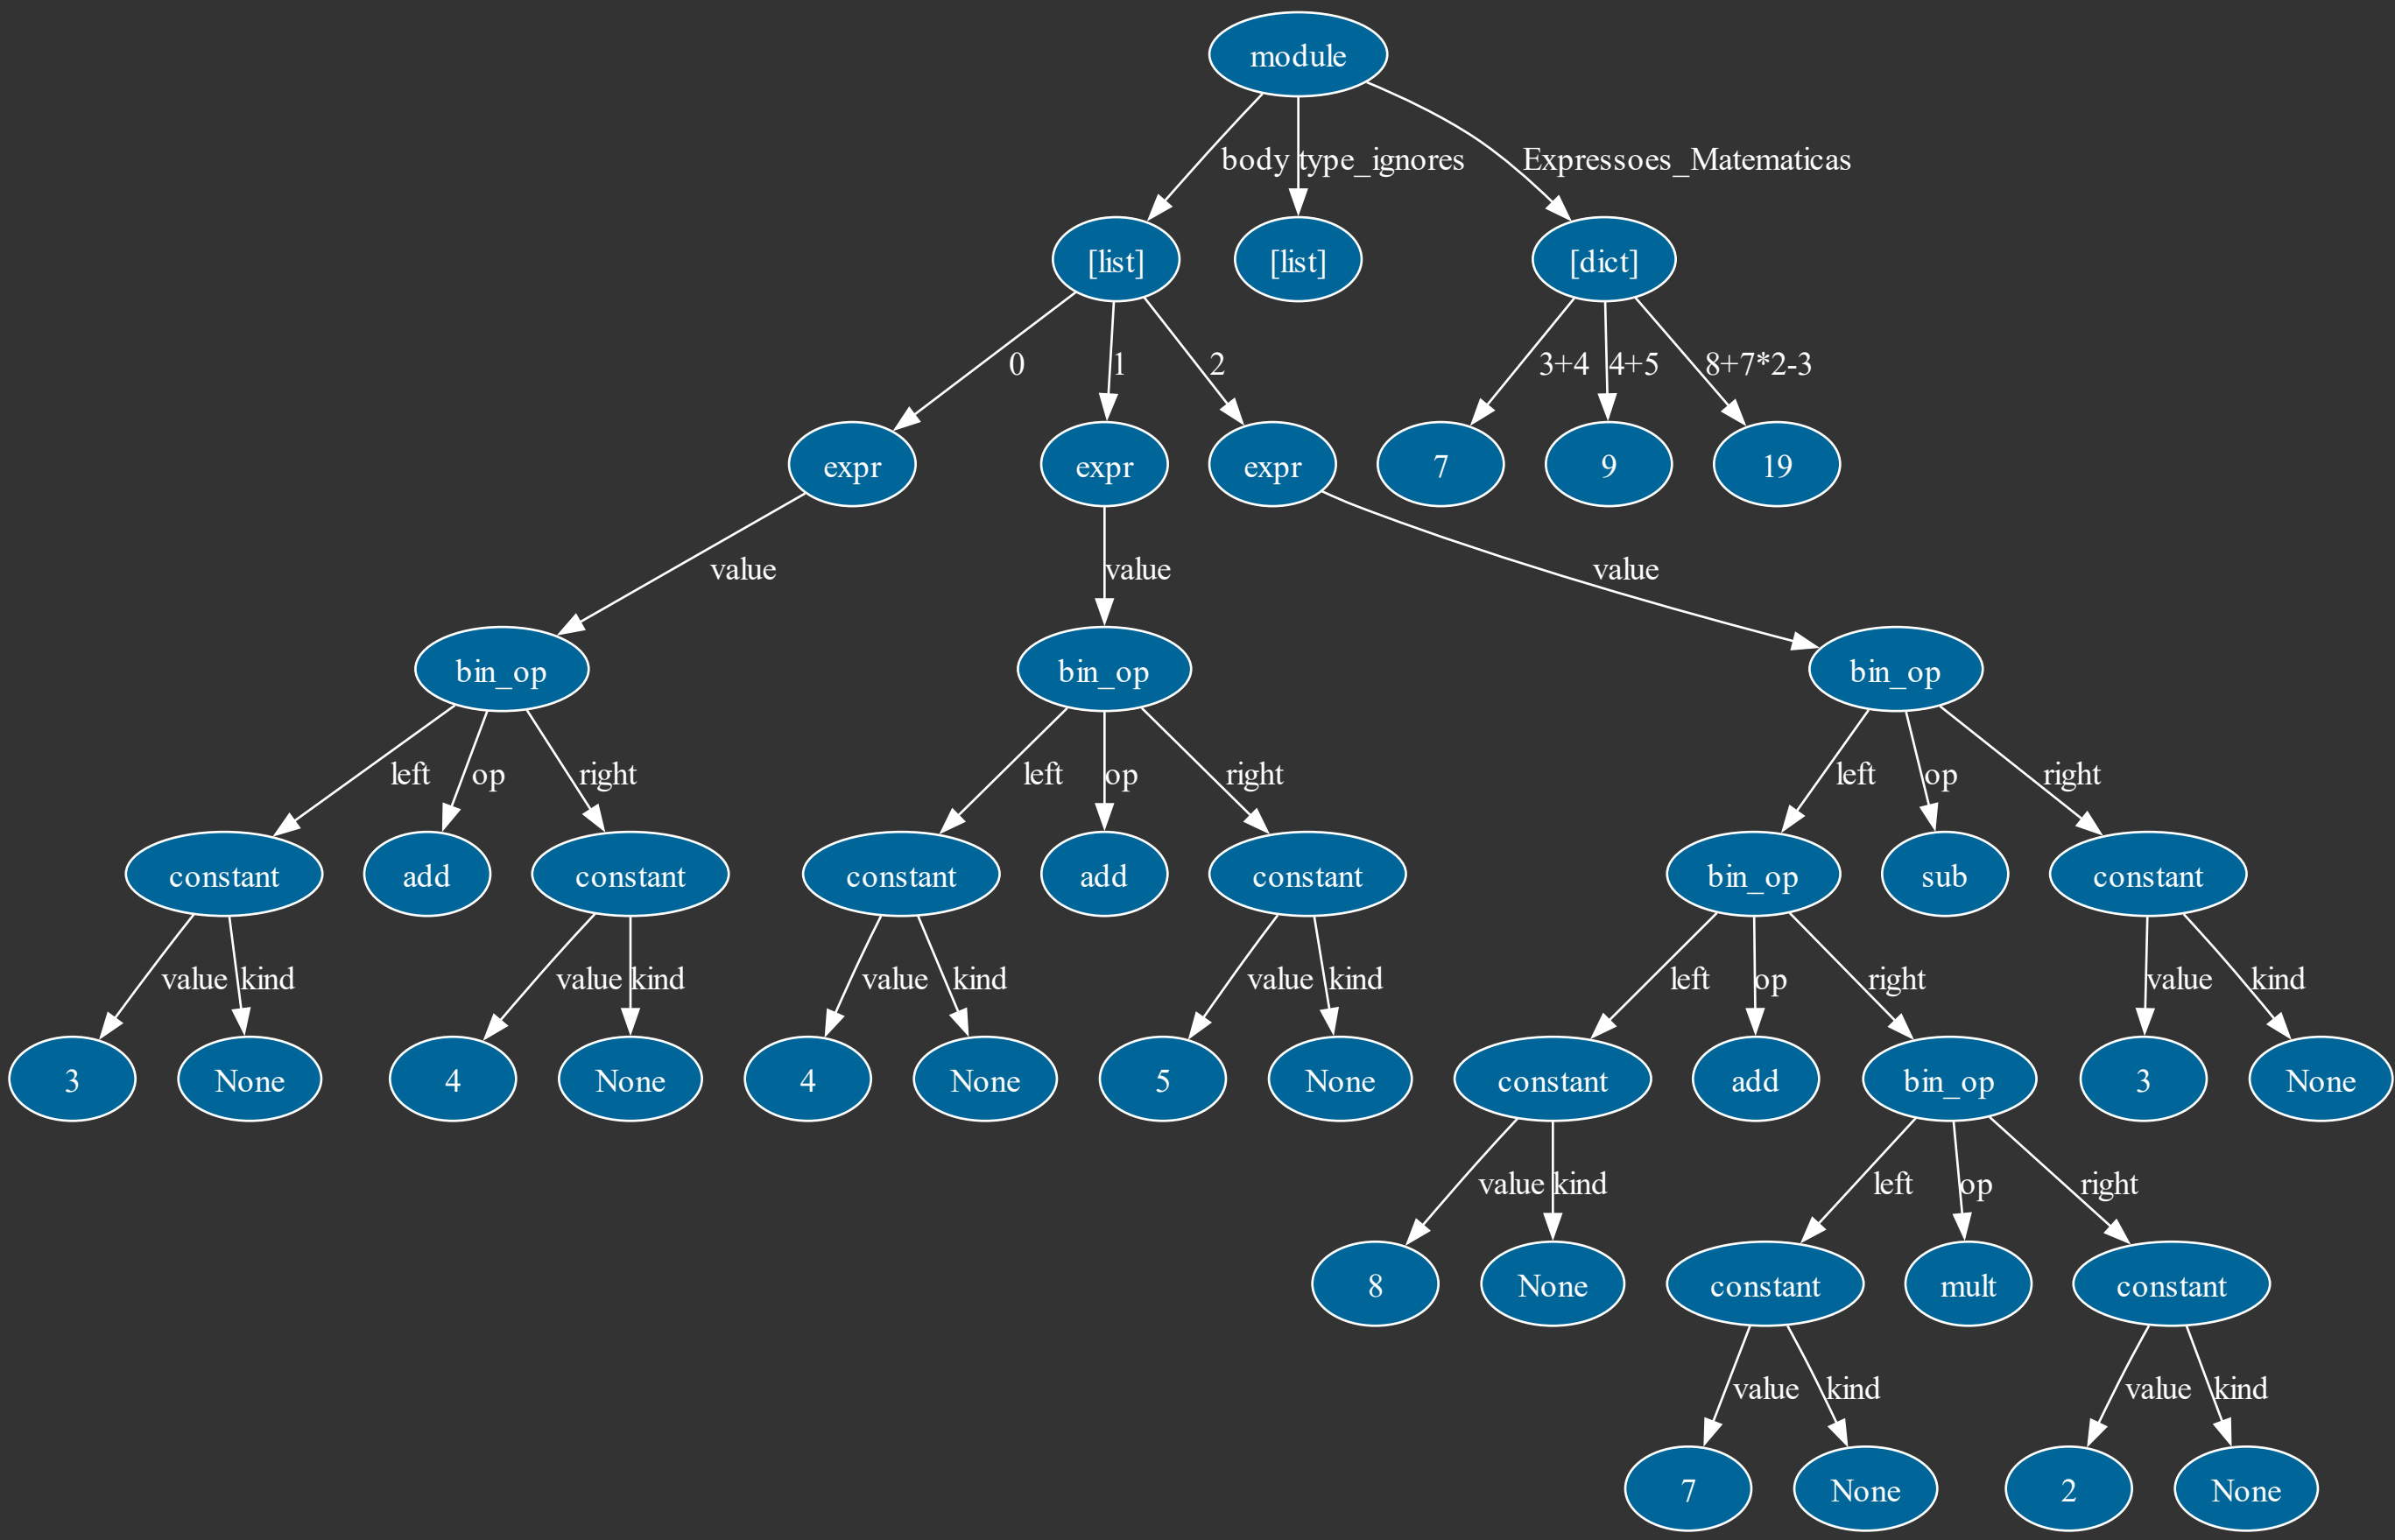 module
body type_ignores Expressoes_Matematicas
[list] [list] [dict]
0 1 2 3+4 4+5 8+7*2-3
expr expr expr 7 9 19
value value value
bin_op bin_op bin_op
left op right left op right left op right
constant add constant constant add constant bin_op sub constant
value kind value kind value kind value kind left op right value kind
3 None 4 None 4 None 5 None constant add bin_op 3 None
value kind left op right
8 None constant mult constant
value kind value kind
7 None 2 None